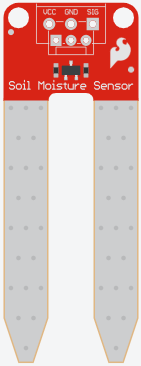 VCC GND SIG
Soil Moisture Sensor